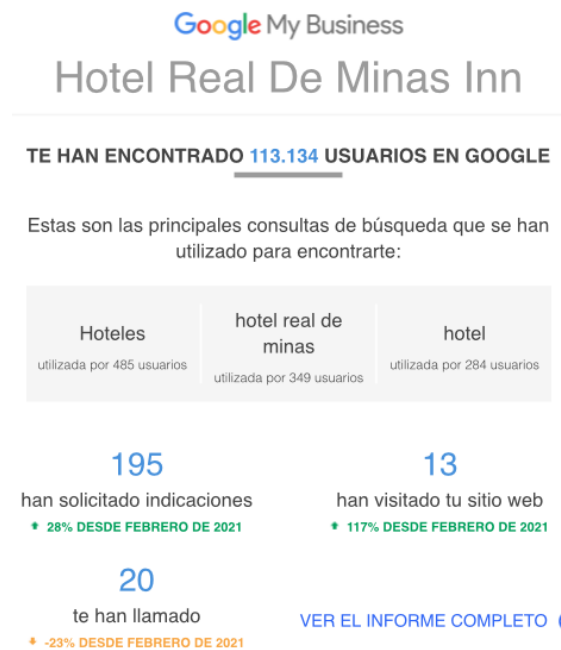 Google My Business
Hotel Real De Minas Inn
TE HAN ENCONTRADO 113.134 USUARIOS EN GOOGLE
Estas son las principales consultas de búsqueda que se han
utilizado para encontrarte:
Hoteles
utilizada por 485 usuarios
hotel real de
minas
utilizada por 349 usuarios
hotel
utilizada por 284 usuarios
195
han solicitado indicaciones
28% DESDE FEBRERO DE 2021
13
han visitado tu sitio web
117% DESDE FEBRERO DE 2021
20
te han llamado
-23% DESDE FEBRERO DE 2021
VER EL INFORME COMPLETO